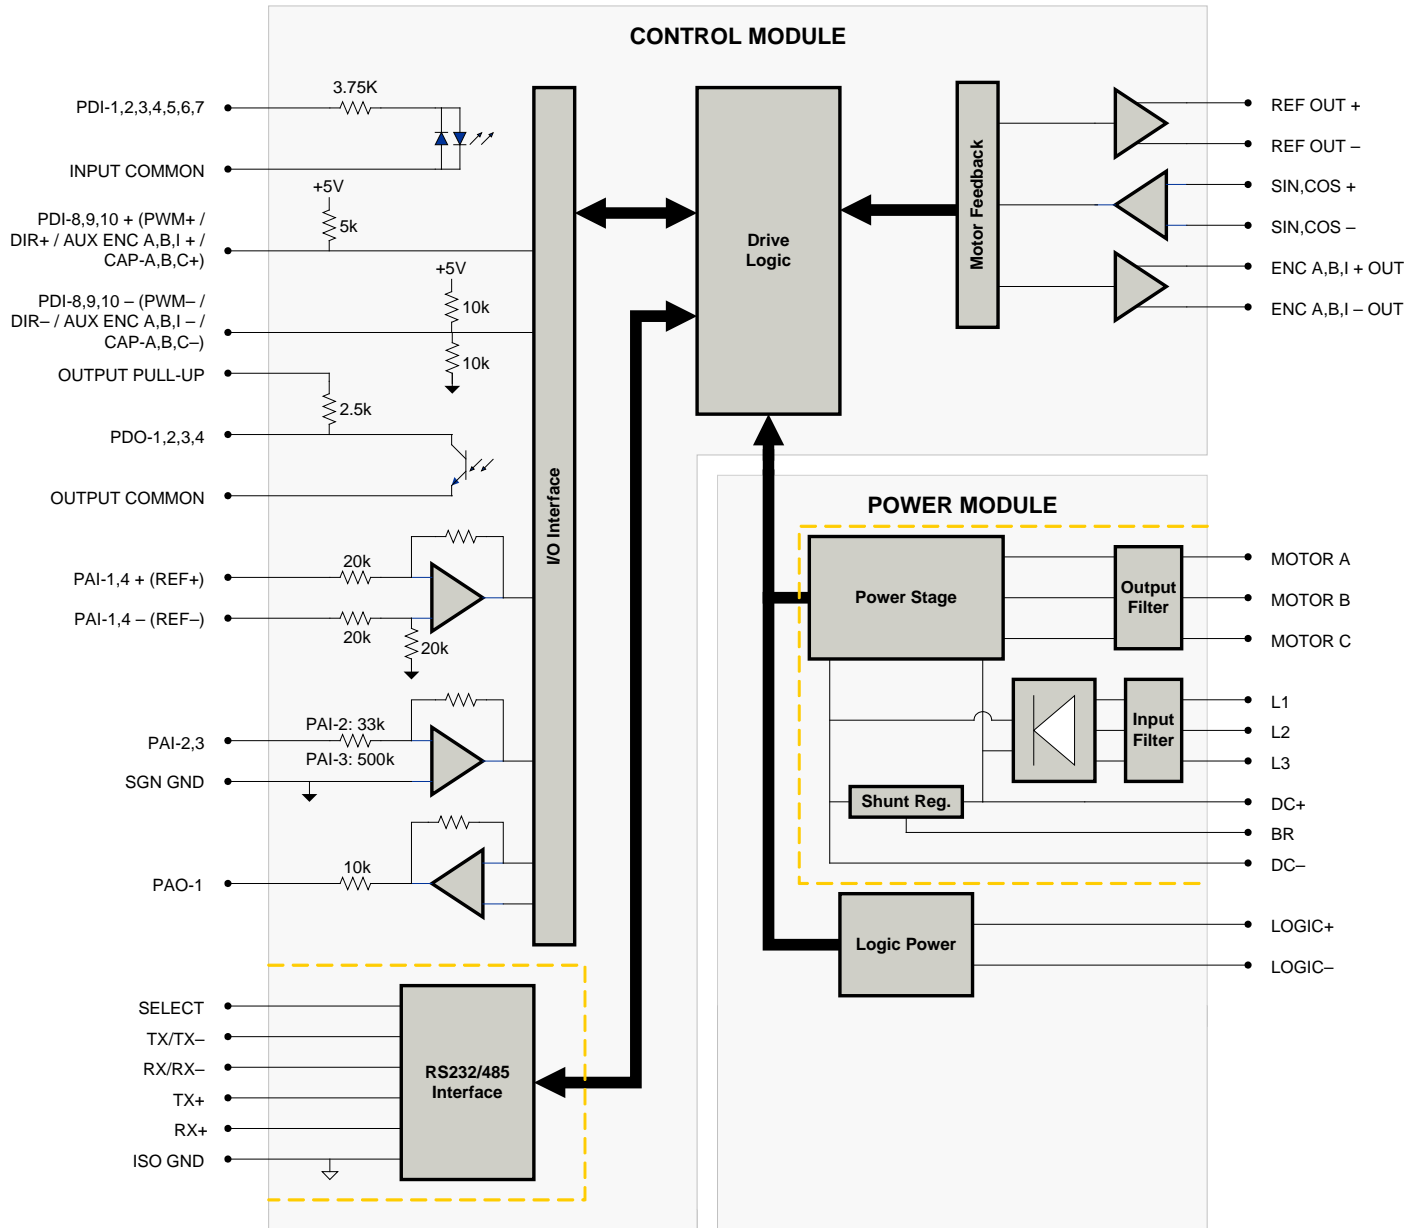 CONTROL MODULE
PDI-1,2,3,4,5,6,7
3.75K
INPUT COMMON
+5V
5k
PDI-8,9,10 + (PWM+ /
DIR+ / AUX ENC A,B,I + /
CAP-A,B,C+)
+5V
10k
10k
PDI-8,9,10 – (PWM– /
DIR– / AUX ENC A,B,I – /
CAP-A,B,C–)
OUTPUT PULL-UP
2.5k
PDO-1,2,3,4
OUTPUT COMMON
PAI-1,4 + (REF+)
20k
PAI-1,4 – (REF–)
20k
20k
PAI-2,3
PAI-2: 33k
PAI-3: 500k
SGN GND
PAO-1
10k
I/O Interface
SELECT
TX/TX–
RX/RX–
TX+
RX+
ISO GND
RS232/485
Interface
Drive
Logic
Motor Feedback
REF OUT +
REF OUT –
SIN,COS +
SIN,COS –
ENC A,B,I + OUT
ENC A,B,I – OUT
POWER MODULE
Power Stage
Output
Filter
MOTOR A
MOTOR B
MOTOR C
Input
Filter
L1
L2
L3
Shunt Reg.
DC+
BR
DC–
Logic Power
LOGIC+
LOGIC–